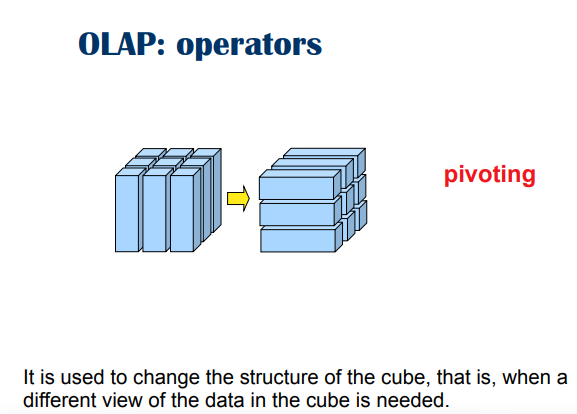 OLAP: operators
pivoting
It is used to change the structure of the cube, that is, when a
different view of the data in the cube is needed.